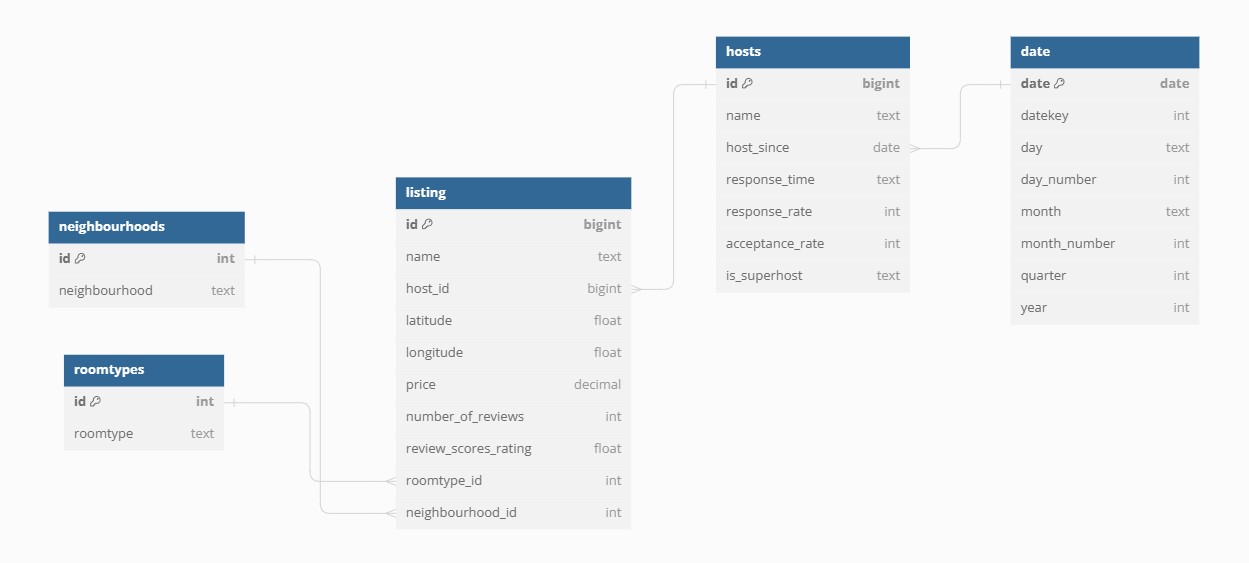 neighbourhoods
id int
neighbourhood text
roomtypes
id int
roomtype text
listing
id bigint
name text
host_id bigint
latitude float
longitude float
price decimal
number_of_reviews int
review_scores_rating float
roomtype_id int
neighbourhood_id int
hosts
id bigint
name text
host_since date
response_time text
response_rate int
acceptance_rate int
is_superhost text
date
date date
datekey int
day text
day_number int
month text
month_number int
quarter int
year int